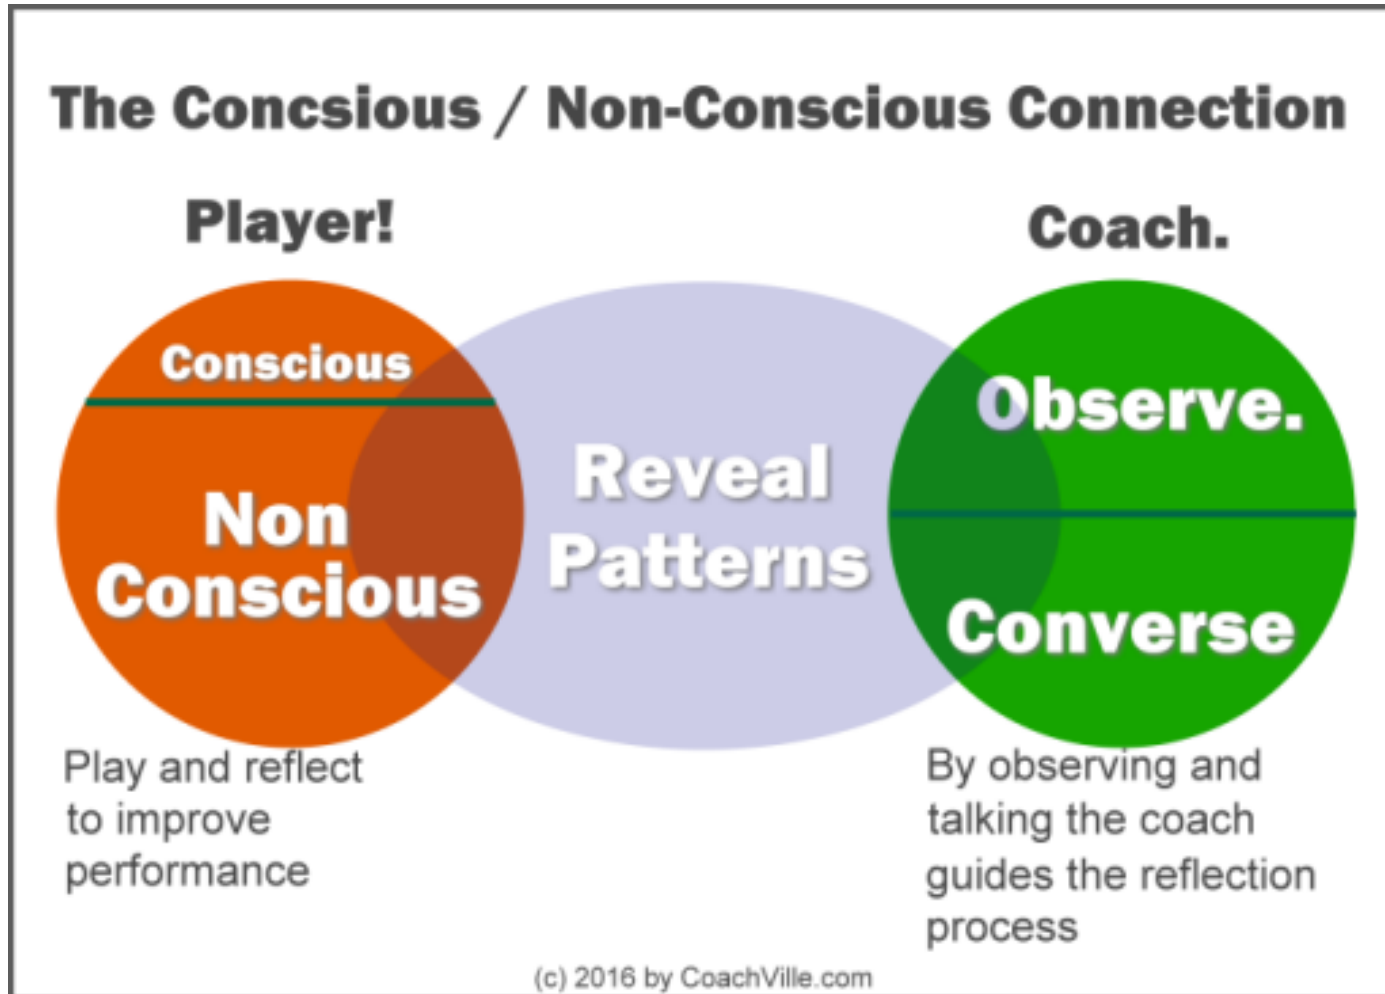 The Concsious / Non-Conscious Connection
Player!
Conscious
Non
Conscious
Play and reflect
to improve
performance
Reveal
Patterns
Coach.
Observe.
Converse
By observing and
talking the coach
guides the reflection
process
(c) 2016 by CoachVille.com